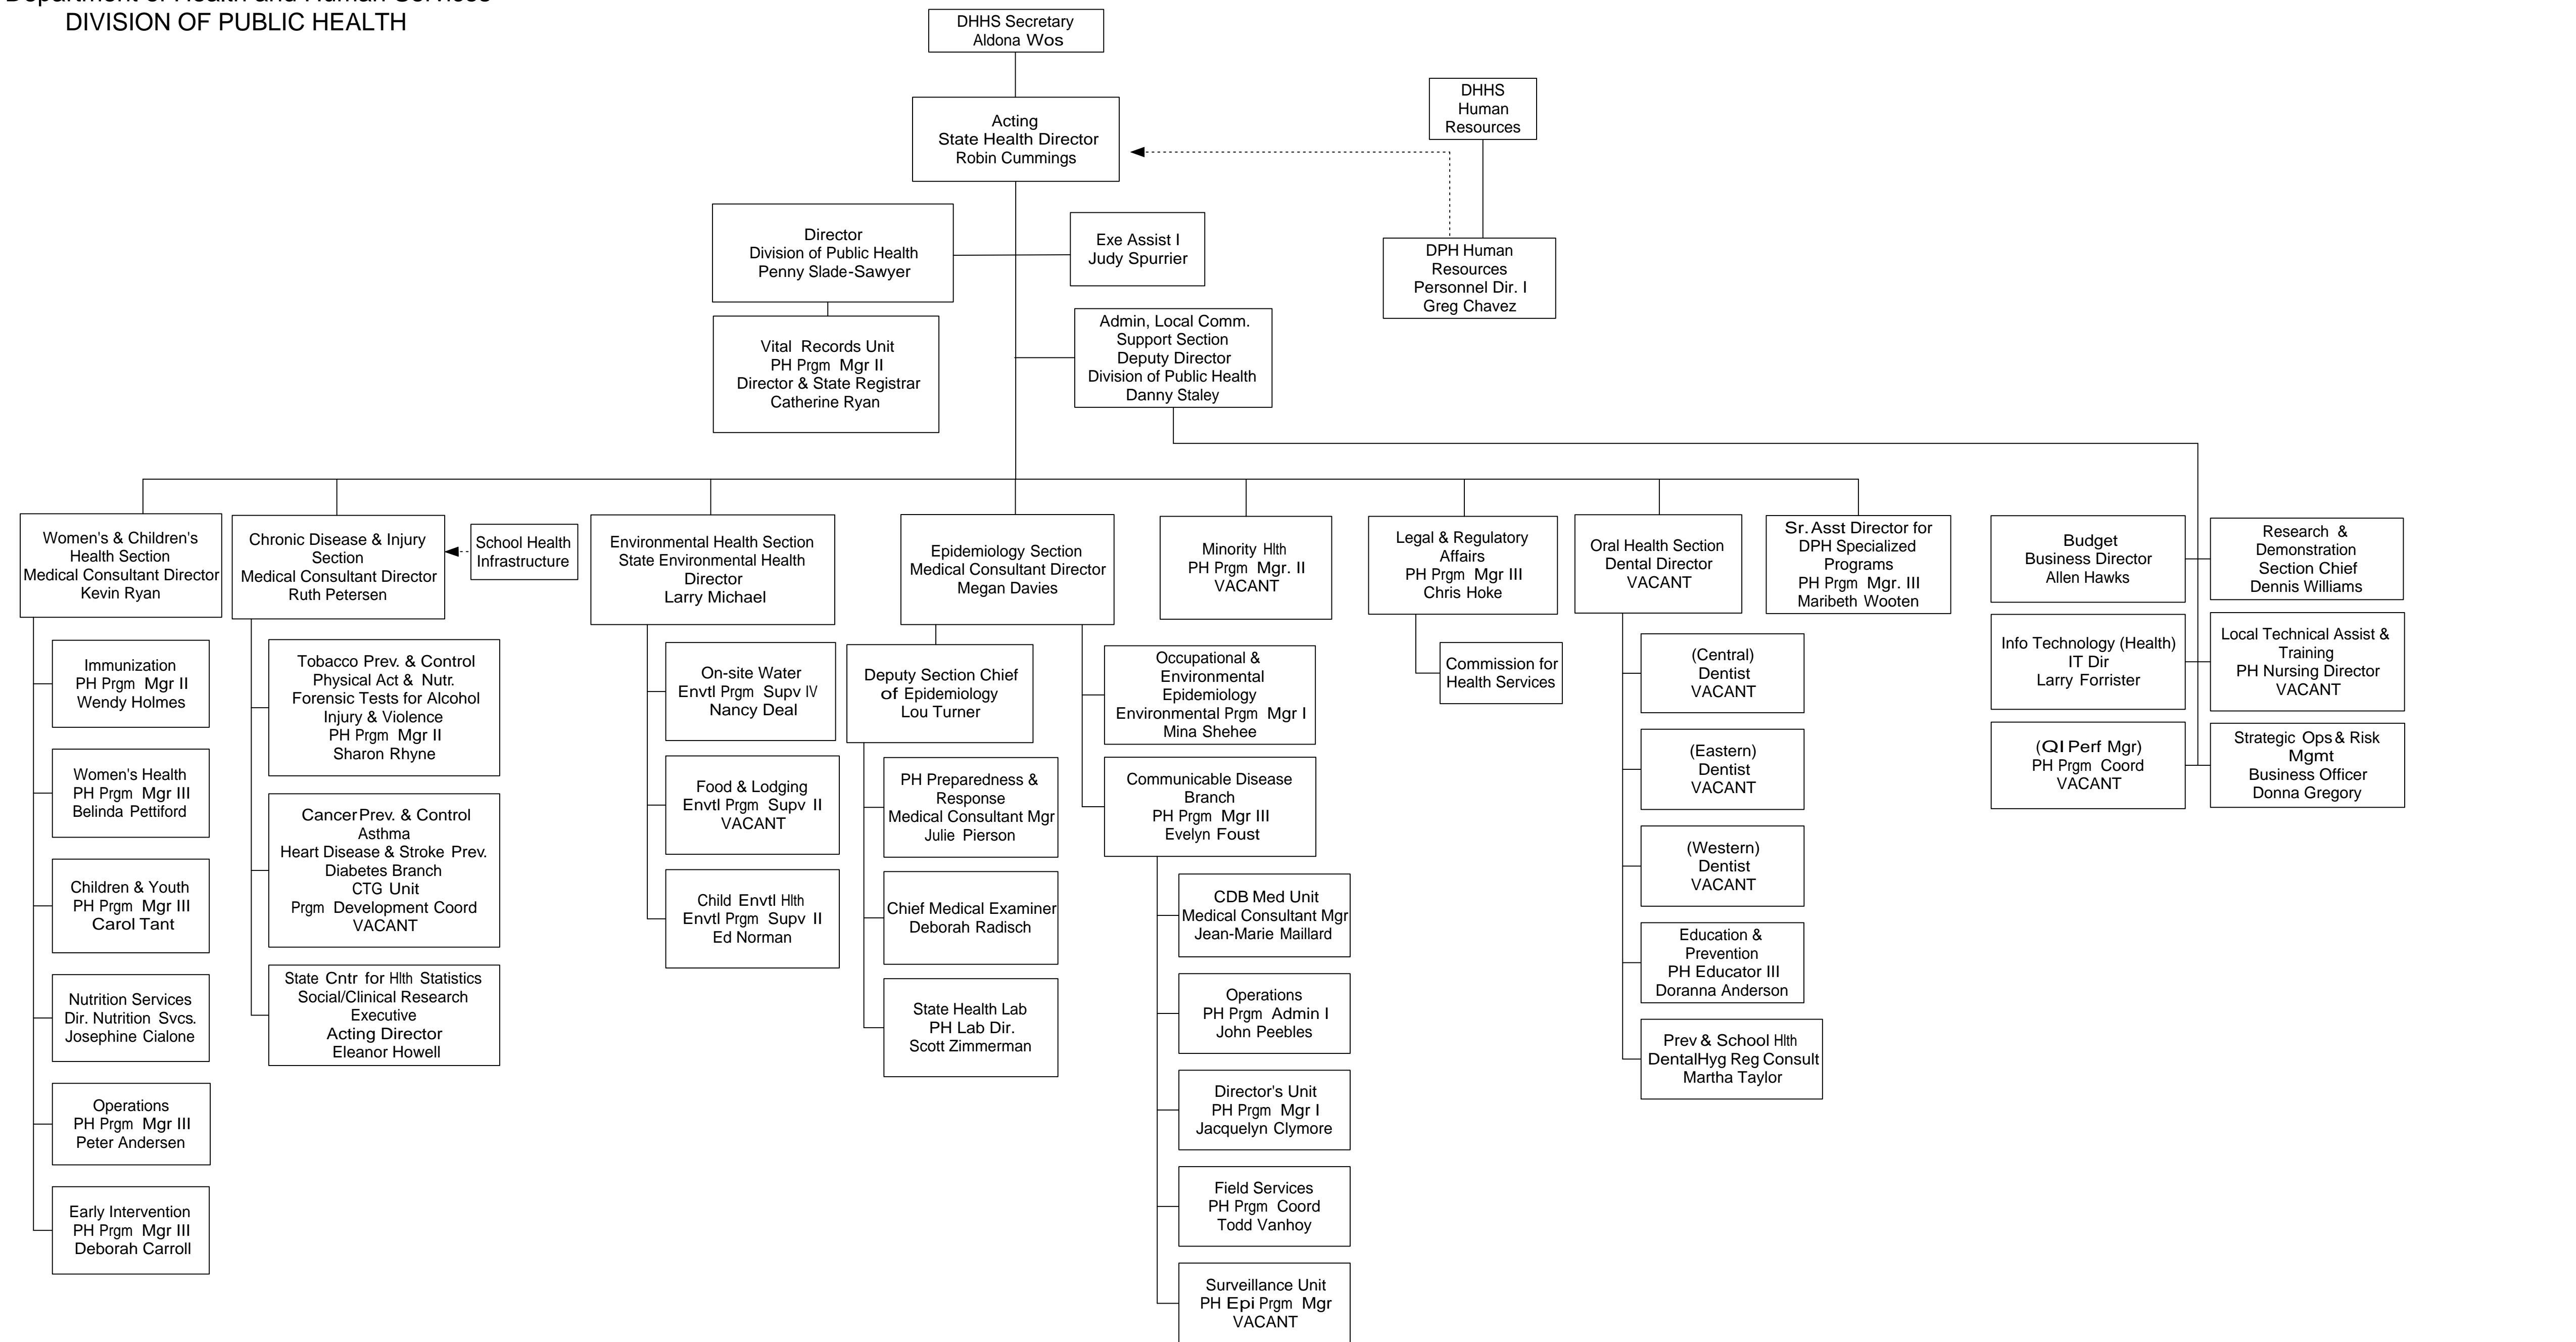 Department of Health and Human Services
DIVISION OF PUBLIC HEALTH
DHHS Secretary
Aldona Wos
Acting
State Health Director
Robin Cummings
DHHS
Human
Resources
Director
Division of Public Health
Penny Slade-Sawyer
Exe Assist I
Judy Spurrier
DPH Human
Resources
Personnel Dir. I
Greg Chavez
Vital Records Unit
PH Prgm Mgr II
Director & State Registrar
Catherine Ryan
Admin, Local Comm.
Support Section
Deputy Director
Division of Public Health
Danny Staley
Women's & Children's
Health Section
Medical Consultant Director
Kevin Ryan
Immunization
PH Prgm Mgr II
Wendy Holmes
Women's Health
PH Prgm Mgr III
Belinda Pettiford
Children & Youth
PH Prgm Mgr III
Carol Tant
Nutrition Services
Dir. Nutrition Svcs.
Josephine Cialone
Operations
PH Prgm Mgr III
Peter Andersen
Early Intervention
PH Prgm Mgr III
Deborah Carroll
Chronic Disease & Injury
Section
Medical Consultant Director
Ruth Petersen
School Health
Infrastructure
Tobacco Prev. & Control
Physical Act & Nutr.
Forensic Tests for Alcohol
Injury & Violence
PH Prgm Mgr II
Sharon Rhyne
Cancer Prev. & Control
Asthma
Heart Disease & Stroke Prev.
Diabetes Branch
CTG Unit
Prgm Development Coord
VACANT
State Cntr for Hlth Statistics
Social/Clinical Research
Executive
Acting Director
Eleanor Howell
Environmental Health Section
State Environmental Health
Director
Larry Michael
On-site Water
Envtl Prgm Supv IV
Nancy Deal
Food & Lodging
Envtl Prgm Supv II
VACANT
Child Envtl Hlth
Envtl Prgm Supv II
Ed Norman
Epidemiology Section
Medical Consultant Director
Megan Davies
Deputy Section Chief
of Epidemiology
Lou Turner
PH Preparedness &
Response
Medical Consultant Mgr
Julie Pierson
Chief Medical Examiner
Deborah Radisch
State Health Lab
PH Lab Dir.
Scott Zimmerman
Occupational &
Environmental
Epidemiology
Environmental Prgm Mgr I
Mina Shehee
Communicable Disease
Branch
PH Prgm Mgr III
Evelyn Foust
CDB Med Unit
Medical Consultant Mgr
Jean-Marie Maillard
Operations
PH Prgm Admin I
John Peebles
Director's Unit
PH Prgm Mgr I
Jacquelyn Clymore
Field Services
PH Prgm Coord
Todd Vanhoy
Surveillance Unit
PH Epi Prgm Mgr
VACANT
Minority Hlth
PH Prgm Mgr. II
VACANT
Legal & Regulatory
Affairs
PH Prgm Mgr III
Chris Hoke
Commission for
Health Services
Oral Health Section
Dental Director
VACANT
(Central)
Dentist
VACANT
(Eastern)
Dentist
VACANT
(Western)
Dentist
VACANT
Education &
Prevention
PH Educator III
Doranna Anderson
Prev & School Hlth
DentalHyg Reg Consult
Martha Taylor
Sr. Asst Director for
DPH Specialized
Programs
PH Prgm Mgr. III
Maribeth Wooten
Budget
Business Director
Allen Hawks
Research &
Demonstration
Section Chief
Dennis Williams
Info Technology (Health)
IT Dir
Larry Forrister
Local Technical Assist &
Training
PH Nursing Director
VACANT
(QI Perf Mgr)
PH Prgm Coord
VACANT
Strategic Ops & Risk
Mgmt
Business Officer
Donna Gregory